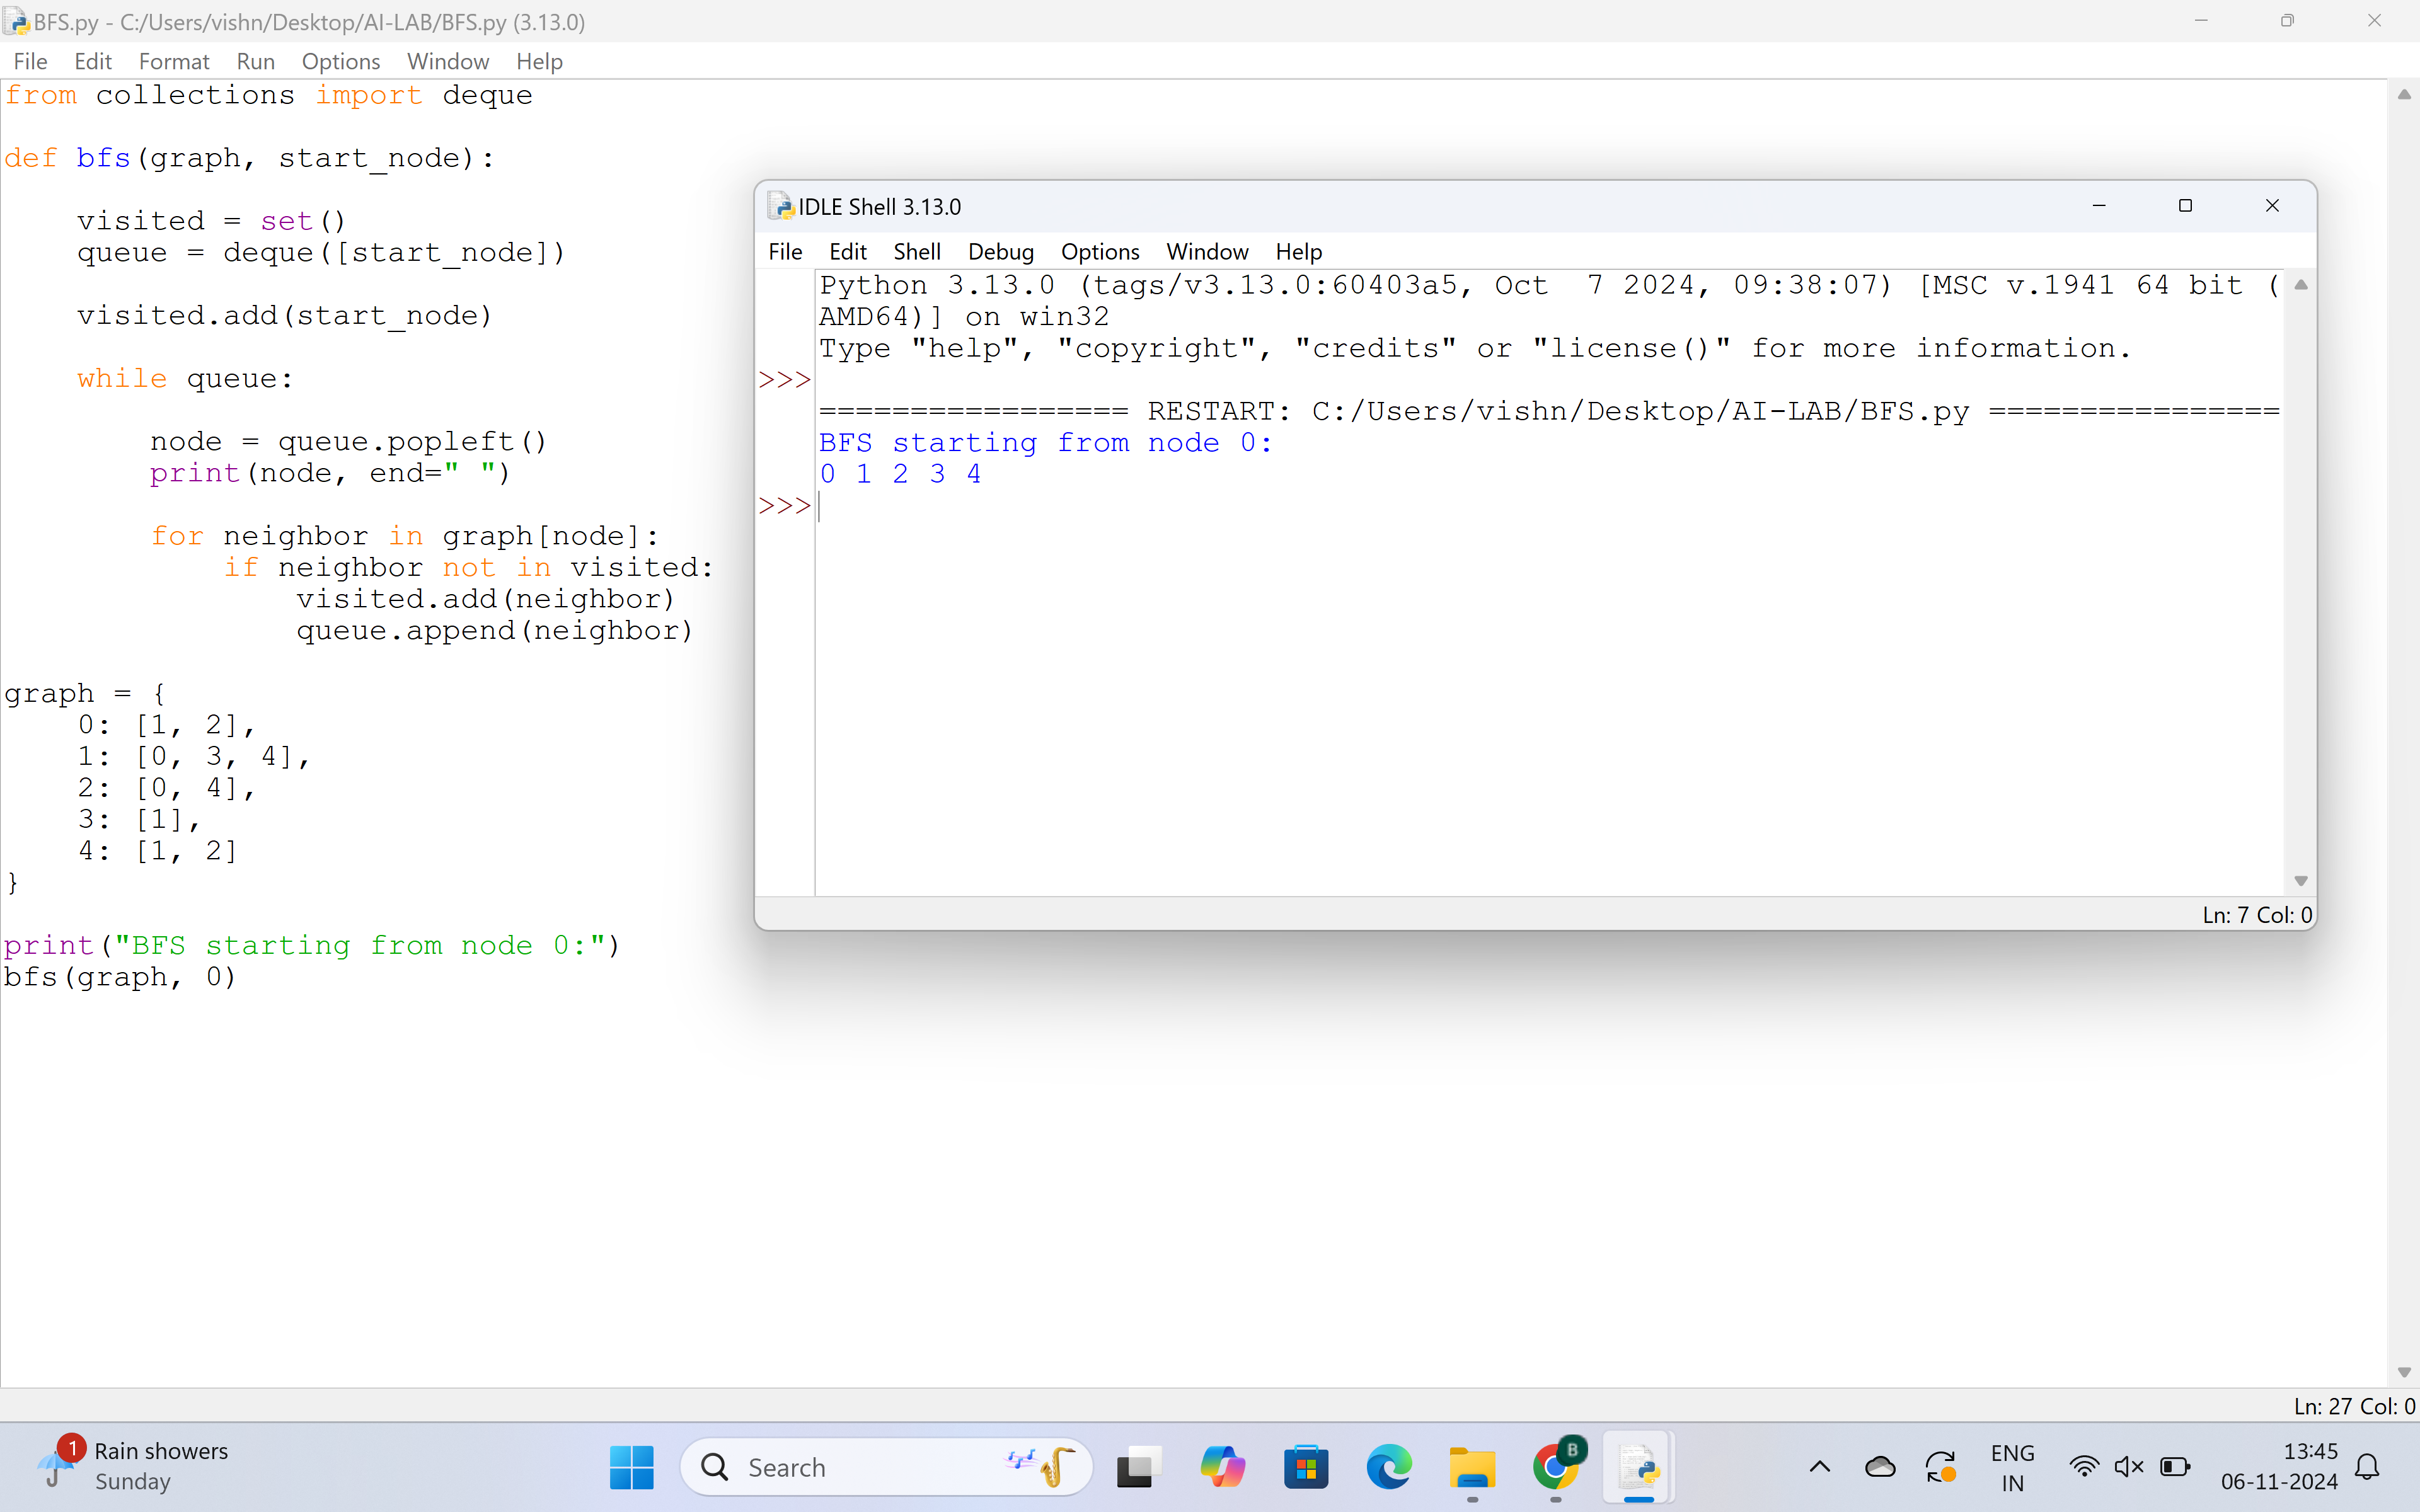 BFS.py - C:/Users/vishn/Desktop/AI-LAB/BFS.py (3.13.0)
File Edit Format Run Options Window Help
from collections import deque
def bfs(graph, start_node):
    visited = set()
    queue = deque([start_node])
    visited.add(start_node)
    while queue:
        node = queue.popleft()
        print(node, end=" ")
        for neighbor in graph[node]:
            if neighbor not in visited:
                visited.add(neighbor)
                queue.append(neighbor)
graph = {
    0: [1, 2],
    1: [0, 3, 4],
    2: [0, 4],
    3: [1],
    4: [1, 2]
}
print("BFS starting from node 0:")
bfs(graph, 0)
IDLE Shell 3.13.0
File Edit Shell Debug Options Window Help
Python 3.13.0 (tags/v3.13.0:60403a5, Oct  7 2024, 09:38:07) [MSC v.1941 64 bit (
AMD64)] on win32
Type "help", "copyright", "credits" or "license()" for more information.
>>>
================= RESTART: C:/Users/vishn/Desktop/AI-LAB/BFS.py ================
BFS starting from node 0:
0 1 2 3 4
>>>
Ln: 7 Col: 0
Ln: 27 Col: 0
1
Rain showers
Sunday
Search
B
ENG
IN
13:45
06-11-2024